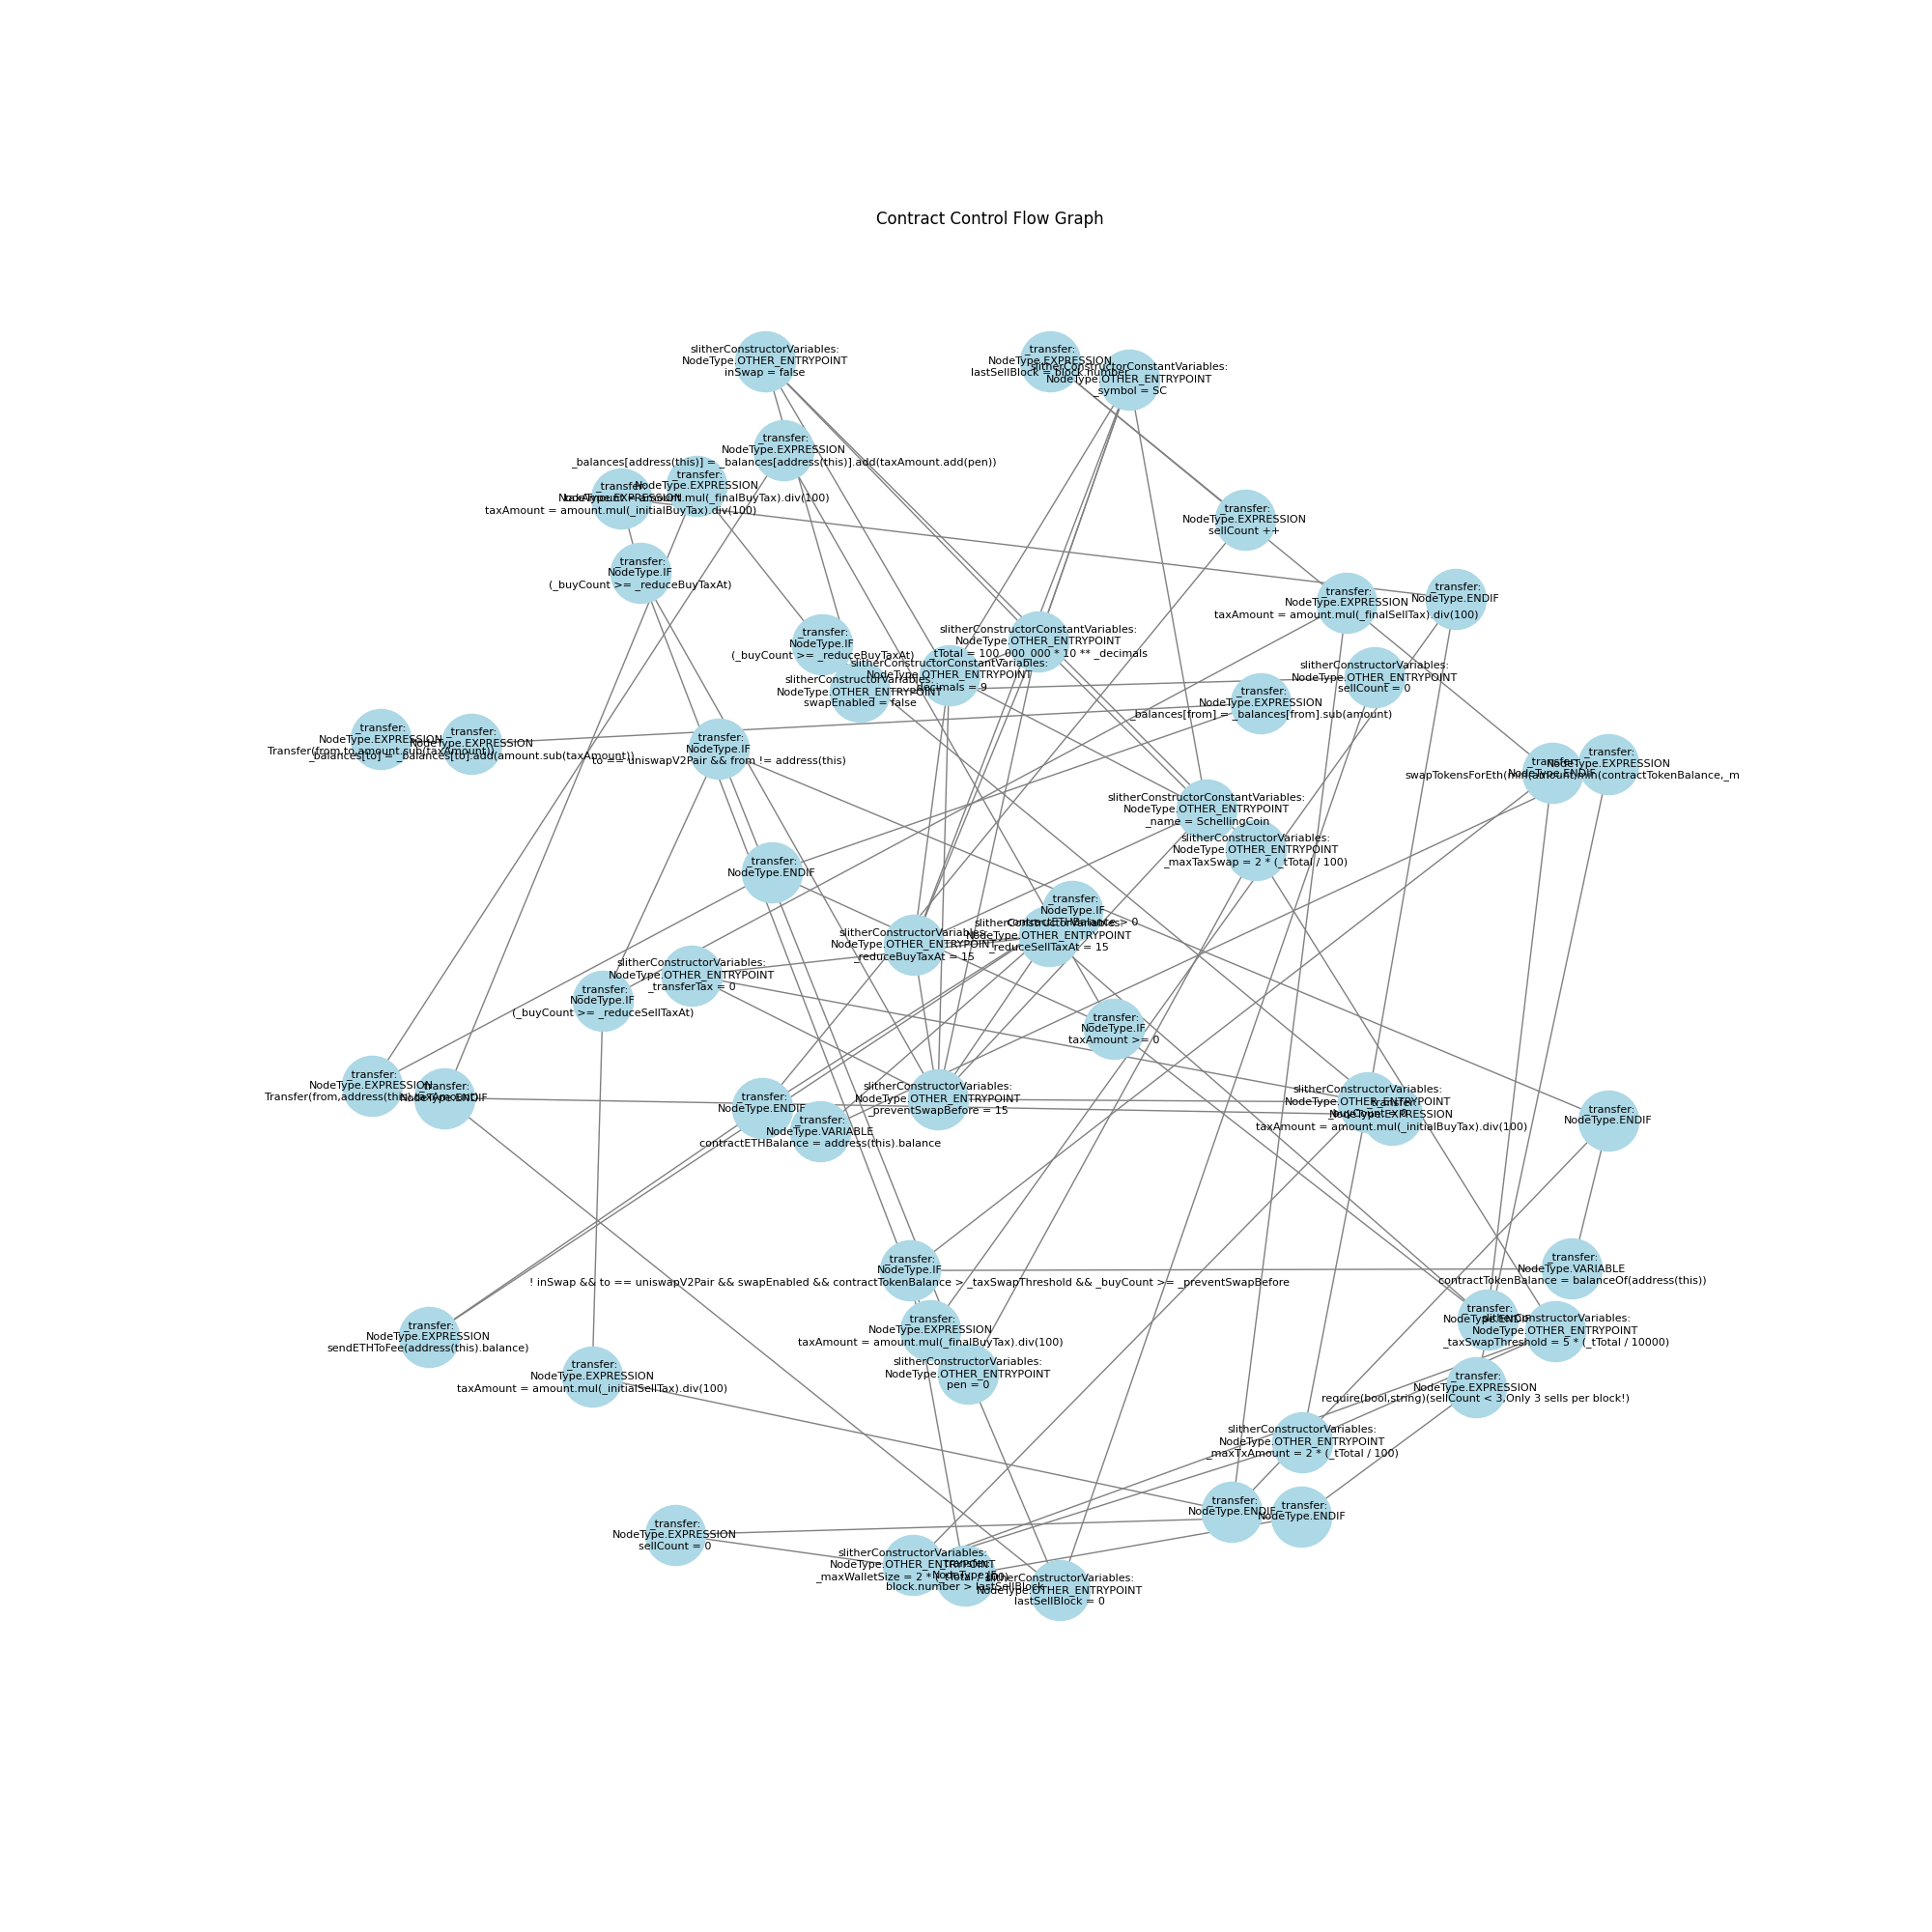 Contract Control Flow Graph
slitherConstructorVariables:
NodeType.OTHER_ENTRYPOINT
inSwap = false
_transfer:
NodeType.EXPRESSION
lastSellBlock = block.number
slitherConstructorConstantVariables:
NodeType.OTHER_ENTRYPOINT
_symbol = SC
_transfer:
NodeType.EXPRESSION
_balances[address(this)] = _balances[address(this)].add(taxAmount.add(pen))
_transfer:
NodeType.EXPRESSION
taxAmount = amount.mul(_finalBuyTax).div(100)
_transfer:
NodeType.EXPRESSION
taxAmount = amount.mul(_initialBuyTax).div(100)
_transfer:
NodeType.EXPRESSION
sellCount ++
_transfer:
NodeType.IF
(_buyCount >= _reduceBuyTaxAt)
_transfer:
NodeType.EXPRESSION
taxAmount = amount.mul(_finalSellTax).div(100)
_transfer:
NodeType.ENDIF
_transfer:
NodeType.IF
(_buyCount >= _reduceBuyTaxAt)
slitherConstructorConstantVariables:
NodeType.OTHER_ENTRYPOINT
_tTotal = 100_000_000 * 10 ** _decimals
slitherConstructorConstantVariables:
NodeType.OTHER_ENTRYPOINT
_decimals = 9
slitherConstructorVariables:
NodeType.OTHER_ENTRYPOINT
swapEnabled = false
slitherConstructorVariables:
NodeType.OTHER_ENTRYPOINT
sellCount = 0
_transfer:
NodeType.EXPRESSION
_balances[from] = _balances[from].sub(amount)
_transfer:
NodeType.EXPRESSION
Transfer(from,to,amount.sub(taxAmount))
_transfer:
NodeType.EXPRESSION
_balances[to] = _balances[to].add(amount.sub(taxAmount))
_transfer:
NodeType.IF
to == uniswapV2Pair && from != address(this)
_transfer:
NodeType.ENDIF
_transfer:
NodeType.EXPRESSION
swapTokensForEth(min(amount,min(contractTokenBalance,_m
slitherConstructorConstantVariables:
NodeType.OTHER_ENTRYPOINT
_name = SchellingCoin
slitherConstructorVariables:
NodeType.OTHER_ENTRYPOINT
_maxTaxSwap = 2 * (_tTotal / 100)
_transfer:
NodeType.ENDIF
_transfer:
NodeType.IF
contractETHBalance > 0
slitherConstructorVariables:
NodeType.OTHER_ENTRYPOINT
_reduceSellTaxAt = 15
slitherConstructorVariables:
NodeType.OTHER_ENTRYPOINT
_reduceBuyTaxAt = 15
slitherConstructorVariables:
NodeType.OTHER_ENTRYPOINT
_transferTax = 0
_transfer:
NodeType.IF
(_buyCount >= _reduceSellTaxAt)
_transfer:
NodeType.IF
taxAmount >= 0
_transfer:
NodeType.EXPRESSION
Transfer(from,address(this),taxAmount)
_transfer:
NodeType.ENDIF
_transfer:
NodeType.ENDIF
_transfer:
NodeType.VARIABLE
contractETHBalance = address(this).balance
slitherConstructorVariables:
NodeType.OTHER_ENTRYPOINT
_preventSwapBefore = 15
slitherConstructorVariables:
NodeType.OTHER_ENTRYPOINT
_buyCount = 0
_transfer:
NodeType.EXPRESSION
taxAmount = amount.mul(_initialBuyTax).div(100)
_transfer:
NodeType.ENDIF
_transfer:
NodeType.IF
! inSwap && to == uniswapV2Pair && swapEnabled && contractTokenBalance > _taxSwapThreshold && _buyCount >= _preventSwapBefore
_transfer:
NodeType.VARIABLE
contractTokenBalance = balanceOf(address(this))
_transfer:
NodeType.EXPRESSION
sendETHToFee(address(this).balance)
_transfer:
NodeType.EXPRESSION
taxAmount = amount.mul(_finalBuyTax).div(100)
_transfer:
NodeType.ENDIF
slitherConstructorVariables:
NodeType.OTHER_ENTRYPOINT
_taxSwapThreshold = 5 * (_tTotal / 10000)
_transfer:
NodeType.EXPRESSION
taxAmount = amount.mul(_initialSellTax).div(100)
slitherConstructorVariables:
NodeType.OTHER_ENTRYPOINT
pen = 0
_transfer:
NodeType.EXPRESSION
require(bool,string)(sellCount < 3,Only 3 sells per block!)
slitherConstructorVariables:
NodeType.OTHER_ENTRYPOINT
_maxTxAmount = 2 * (_tTotal / 100)
_transfer:
NodeType.ENDIF
_transfer:
NodeType.ENDIF
_transfer:
NodeType.EXPRESSION
sellCount = 0
slitherConstructorVariables:
NodeType.OTHER_ENTRYPOINT
_maxWalletSize = 2 * (_tTotal / 100)
_transfer:
NodeType.IF
block.number > lastSellBlock
slitherConstructorVariables:
NodeType.OTHER_ENTRYPOINT
lastSellBlock = 0